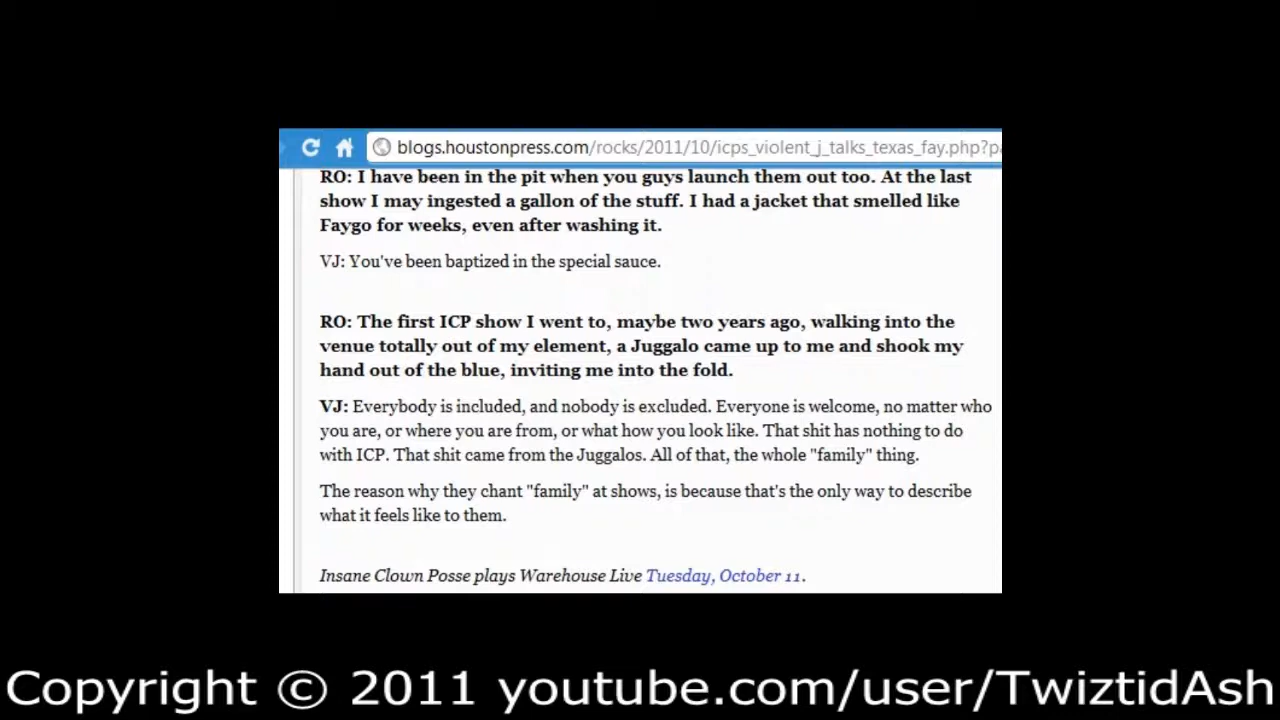 blogs.houstonpress.com/rocks/2011/10/icps_violent_j_talks_texas_fay.php?p
RO: I have been in the pit when you guys launch them out too. At the last
show I may ingested a gallon of the stuff. I had a jacket that smelled like
Faygo for weeks, even after washing it.
VJ: You've been baptized in the special sauce.
RO: The first ICP show I went to, maybe two years ago, walking into the
venue totally out of my element, a Juggalo came up to me and shook my
hand out of the blue, inviting me into the fold.
VJ: Everybody is included, and nobody is excluded. Everyone is welcome, no matter who
you are, or where you are from, or what how you look like. That shit has nothing to do
with ICP. That shit came from the Juggalos. All of that, the whole "family" thing.
The reason why they chant "family" at shows, is because that's the only way to describe
what it feels like to them.
Insane Clown Posse plays Warehouse Live Tuesday, October 11.
Copyright © 2011 youtube.com/user/TwiztidAsh